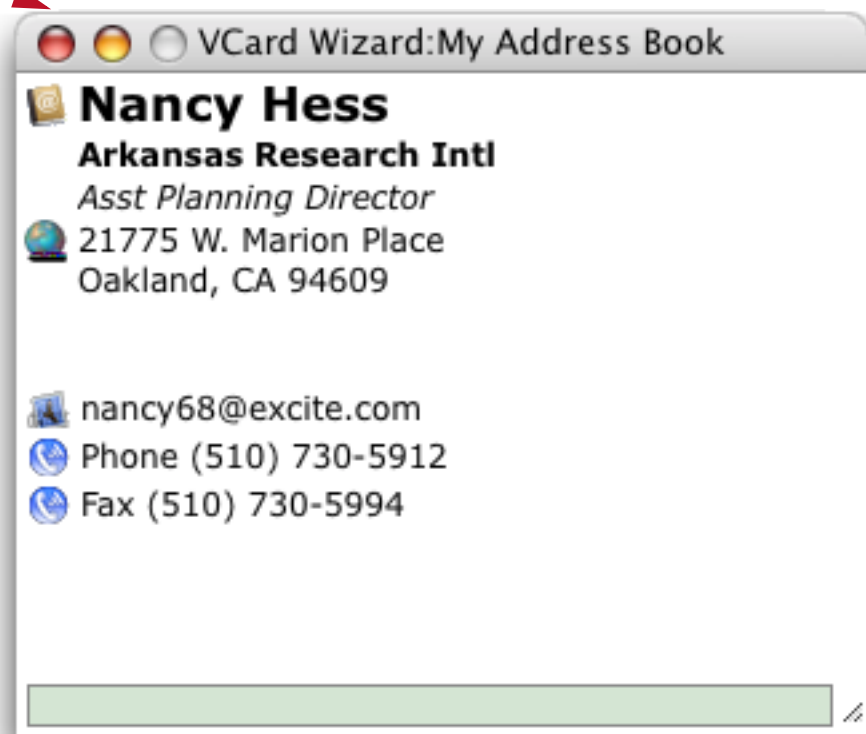 VCard Wizard:My Address Book
Nancy Hess
Arkansas Research Intl
Asst Planning Director
21775 W. Marion Place
Oakland, CA 94609
nancy68@excite.com
Phone (510) 730-5912
Fax (510) 730-5994